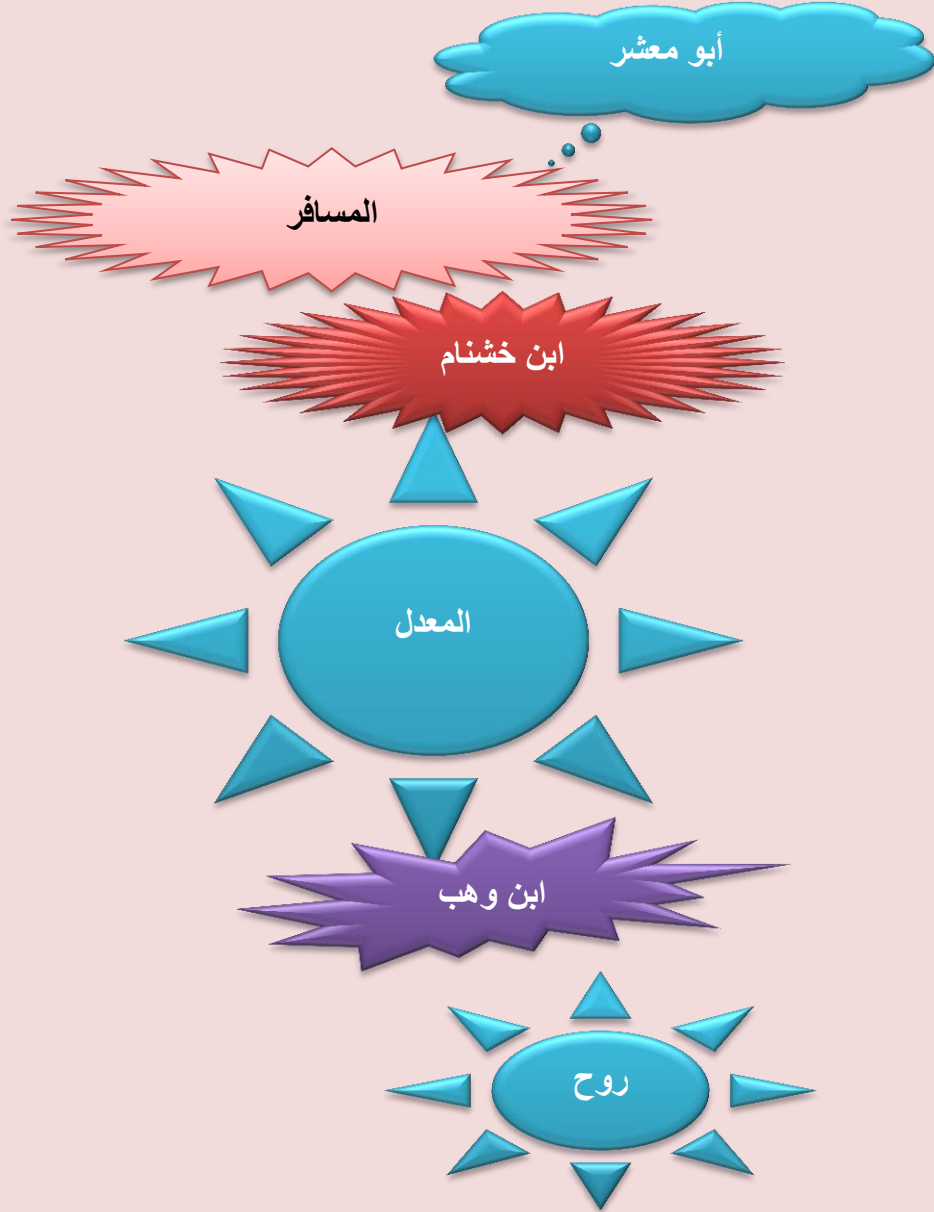 أبو معشر
المسافر
ابن خشنام
المعدل
ابن وهب
روح